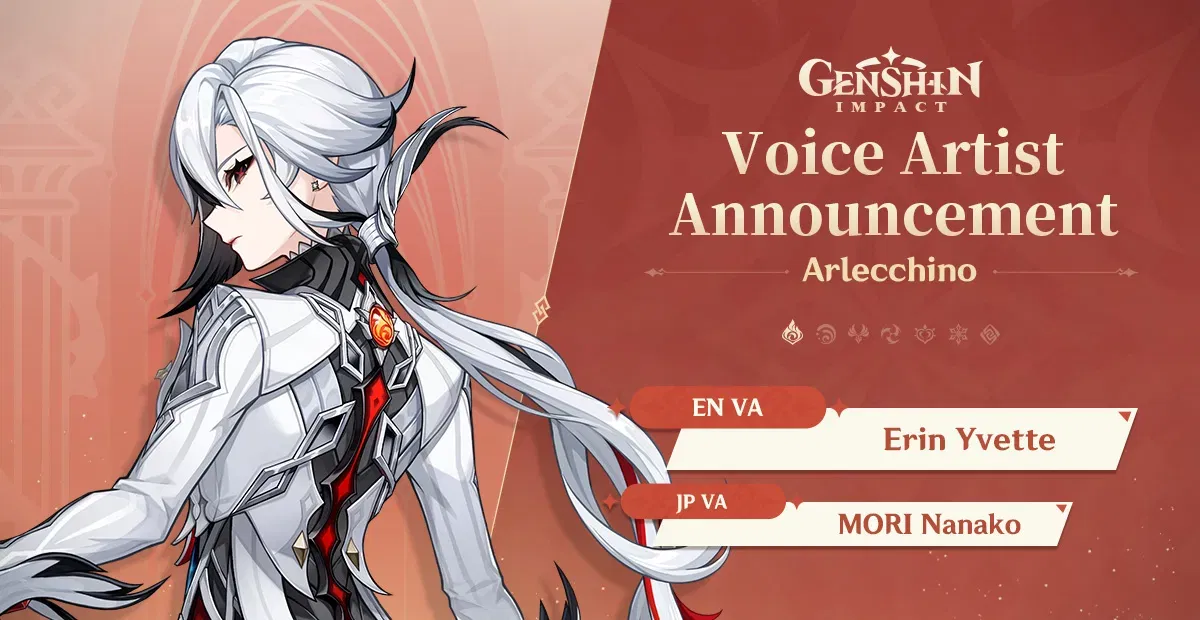 GENSHIN
IMPACT
Voice Artist
Announcement
Arlecchino
EN VA
Erin Yvette
JP VA
MORI Nanako